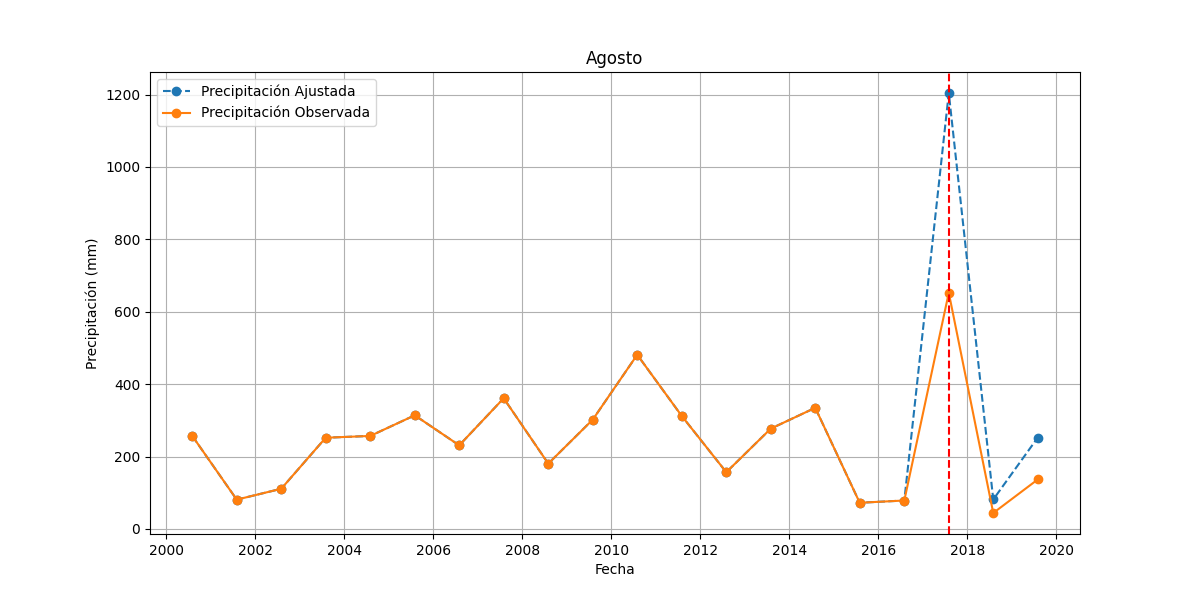 Agosto
Precipitación Ajustada
Precipitación Observada
1200
1000
800
600
400
200
0
Precipitación (mm)
2000 2002 2004 2006 2008 2010 2012 2014 2016 2018 2020
Fecha